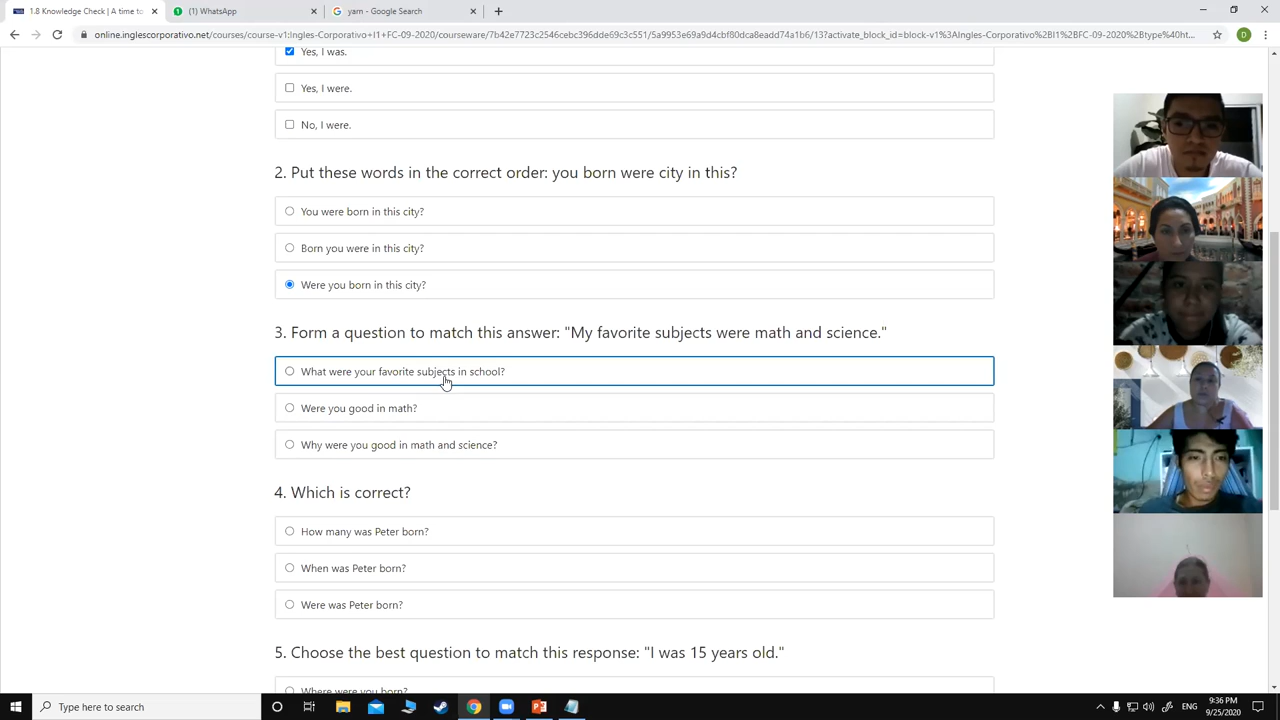 1.8 Knowledge Check | A time to
(1) WhatsApp
yarn - Google Search
online.inglescorporativo.net/courses/course-v1:Ingles-Corporativo+I1+FC-09-2020/courseware/7b42e7723c2546cebc396dde69c3c551/5a9953e69a9d4cbf80dca8eadd74a1b6/13?activate_block_id=block-v1%3AIngles-Corporativo%2BI1%2BFC-09-2020%2Btype%40ht...
D
Yes, I was.
Yes, I were.
No, I were.
2. Put these words in the correct order: you born were city in this?
You were born in this city?
Born you were in this city?
Were you born in this city?
3. Form a question to match this answer: "My favorite subjects were math and science."
What were your favorite subjects in school?
Were you good in math?
Why were you good in math and science?
4. Which is correct?
How many was Peter born?
When was Peter born?
Were was Peter born?
5. Choose the best question to match this response: "I was 15 years old."
Where were you born?
Type here to search
ENG
9:36 PM
9/25/2020